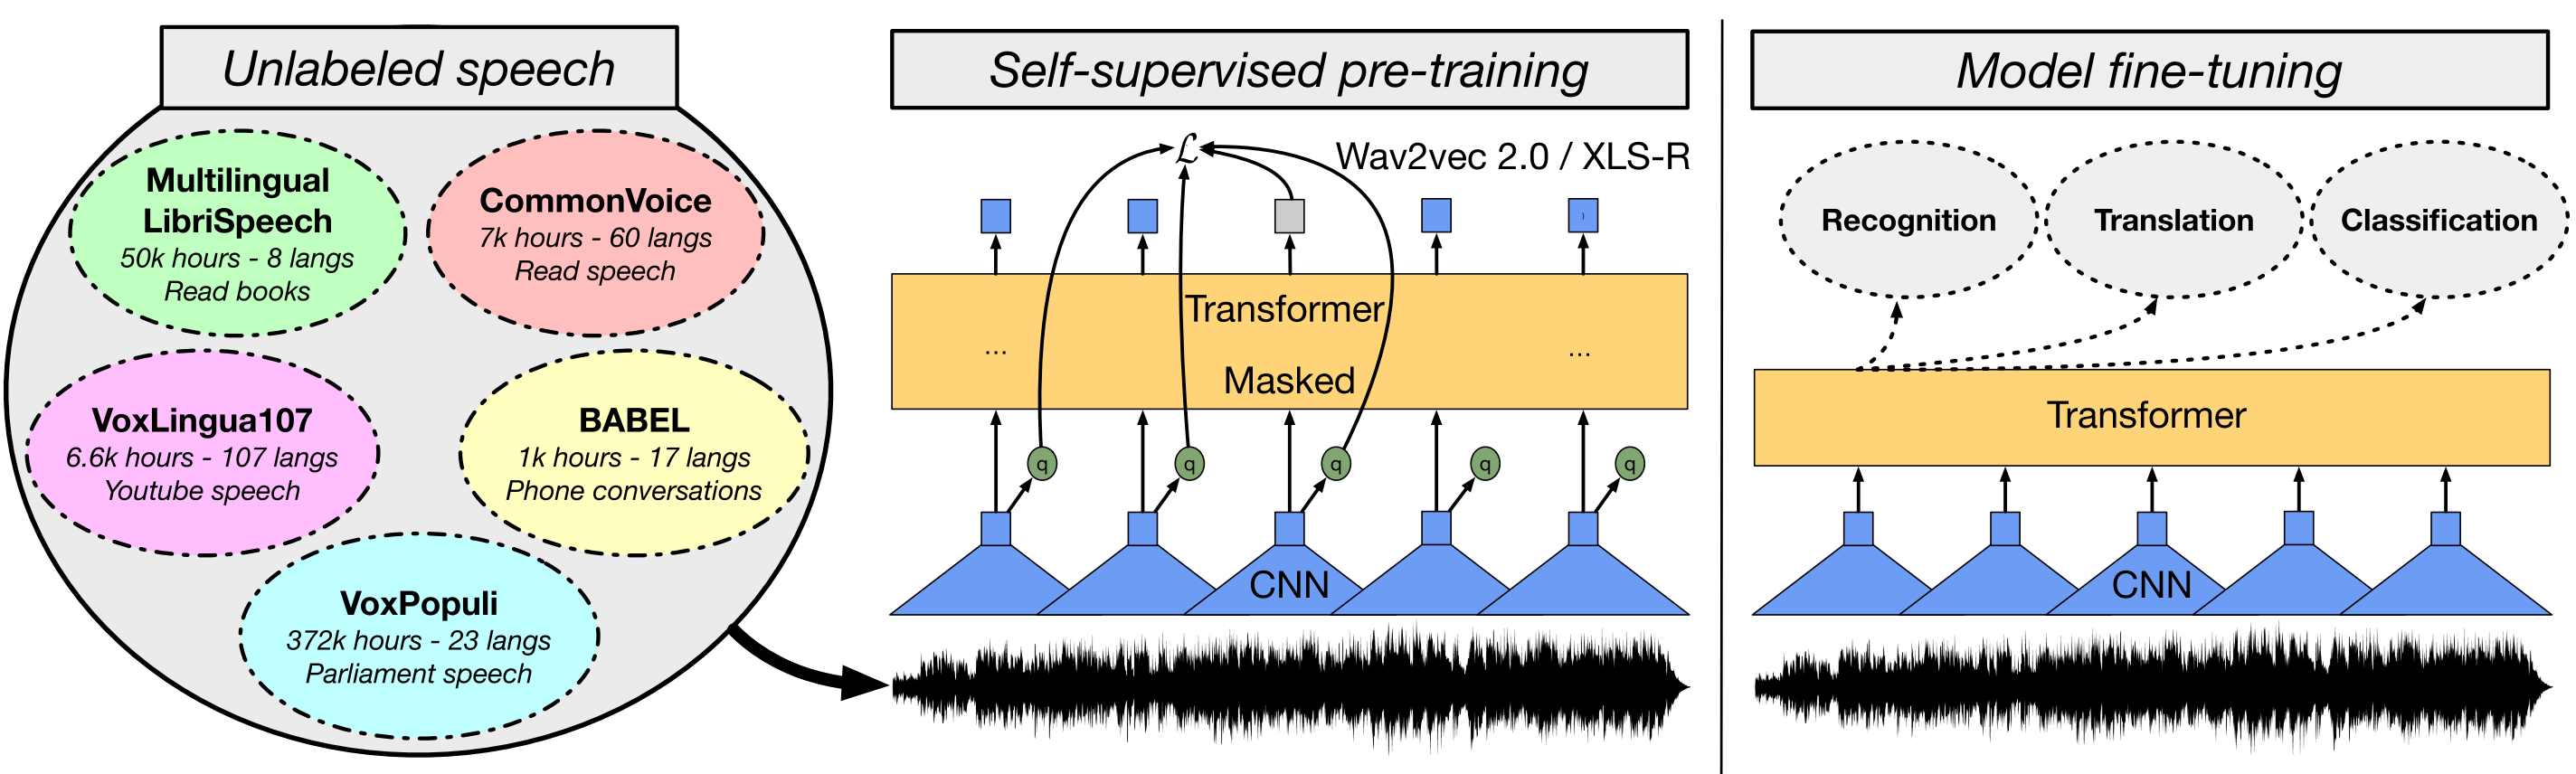 Unlabeled speech
Multilingual
LibriSpeech
50k hours - 8 langs
Read books
CommonVoice
7k hours - 60 langs
Read speech
VoxLingua107
6.6k hours - 107 langs
Youtube speech
BABEL
1k hours - 17 langs
Phone conversations
VoxPopuli
372k hours - 23 langs
Parliament speech
Self-supervised pre-training
ℒ
Wav2vec 2.0 / XLS-R
Transformer
... ...
Masked
q q q q q
CNN
Model fine-tuning
Recognition Translation Classification
Transformer
CNN